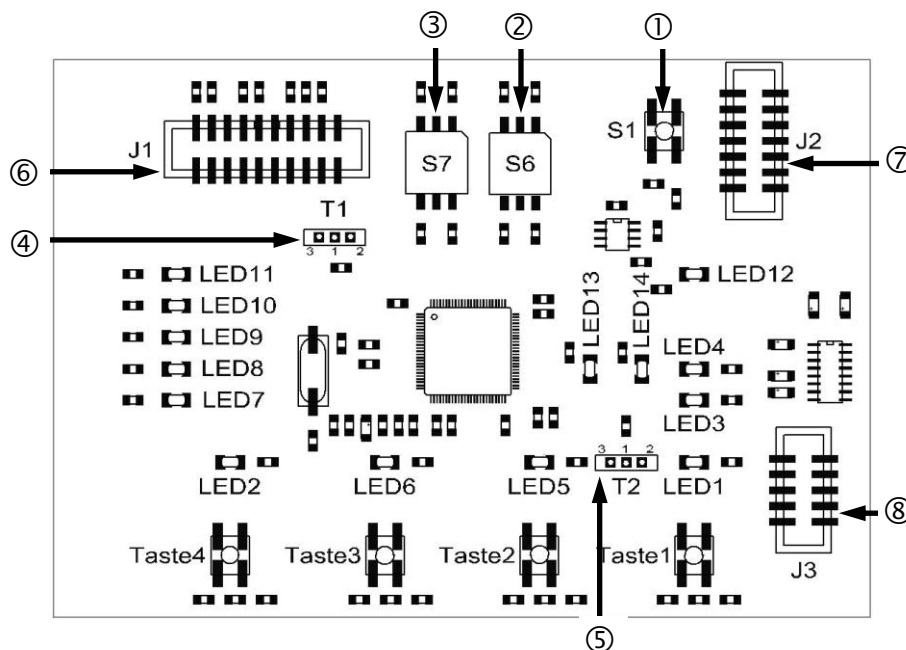 ③ ② ①
S1
J1 S7 S6 J2
⑥ ⑦
T1
④
3 1 2
LED11 LED13 LED14 LED12
LED10
LED9 LED4
LED8
LED7 LED3
3 1 2
LED2 LED6 LED5 T2 LED1
⑧
Taste4 Taste3 Taste2 Taste1
J3
⑤